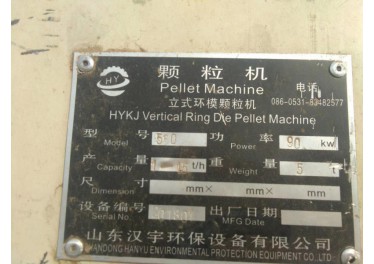 HY
颗粒机
Pellet Machine
电话
立式环模颗粒机
086-0531-83482577
HYKJ Vertical Ring Die Pellet Machine
型号 560 功率 90 kw
Model Power
产量 t/h 重量 5 t
Capacity Weight
尺寸 mm× mm× mm
Dimension
设备编号 出厂日期
Serial No. MFG Date
山东汉宇环保设备有限公司
SHANDONG HANYU ENVIRONMENTAL PROTECTION EQUIPMENT CO.,LTD